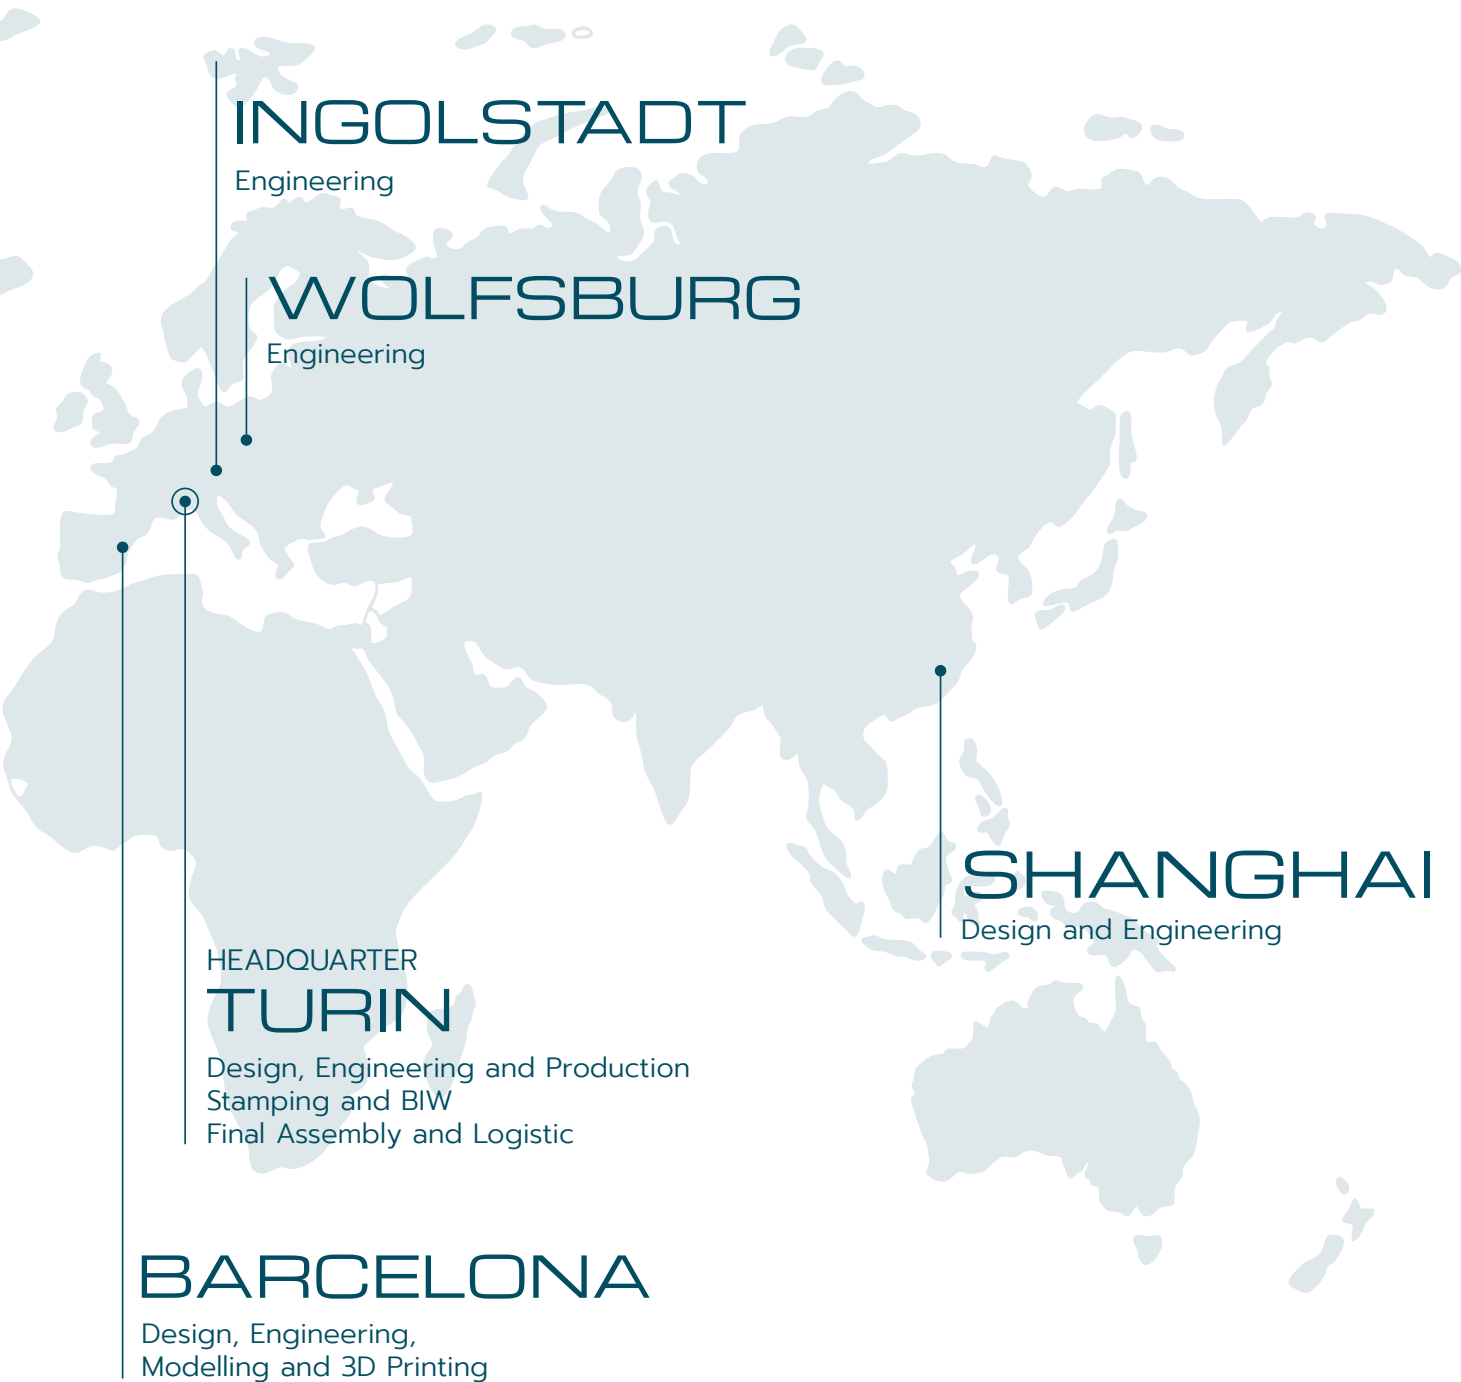 INGOLSTADT
Engineering
WOLFSBURG
Engineering
SHANGHAI
Design and Engineering
HEADQUARTER
TURIN
Design, Engineering and Production
Stamping and BIW
Final Assembly and Logistic
BARCELONA
Design, Engineering,
Modelling and 3D Printing